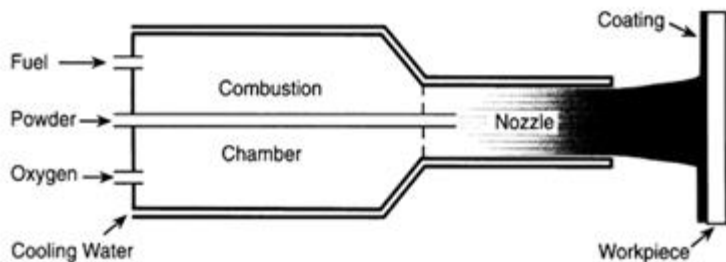 Coating
Fuel
Combustion
Powder
Nozzle
Chamber
Oxygen
Cooling Water
Workpiece